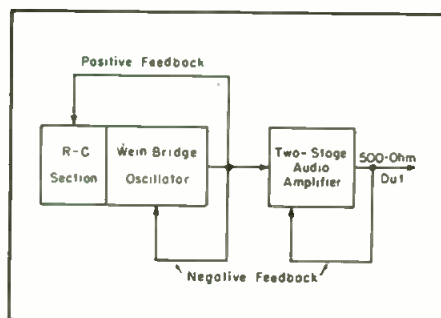 Positive Feedback
R-C
Section
Wein Bridge
Oscillator
Two-Stage
Audio
Amplifier
500-Ohm
Out
Negative Feedback